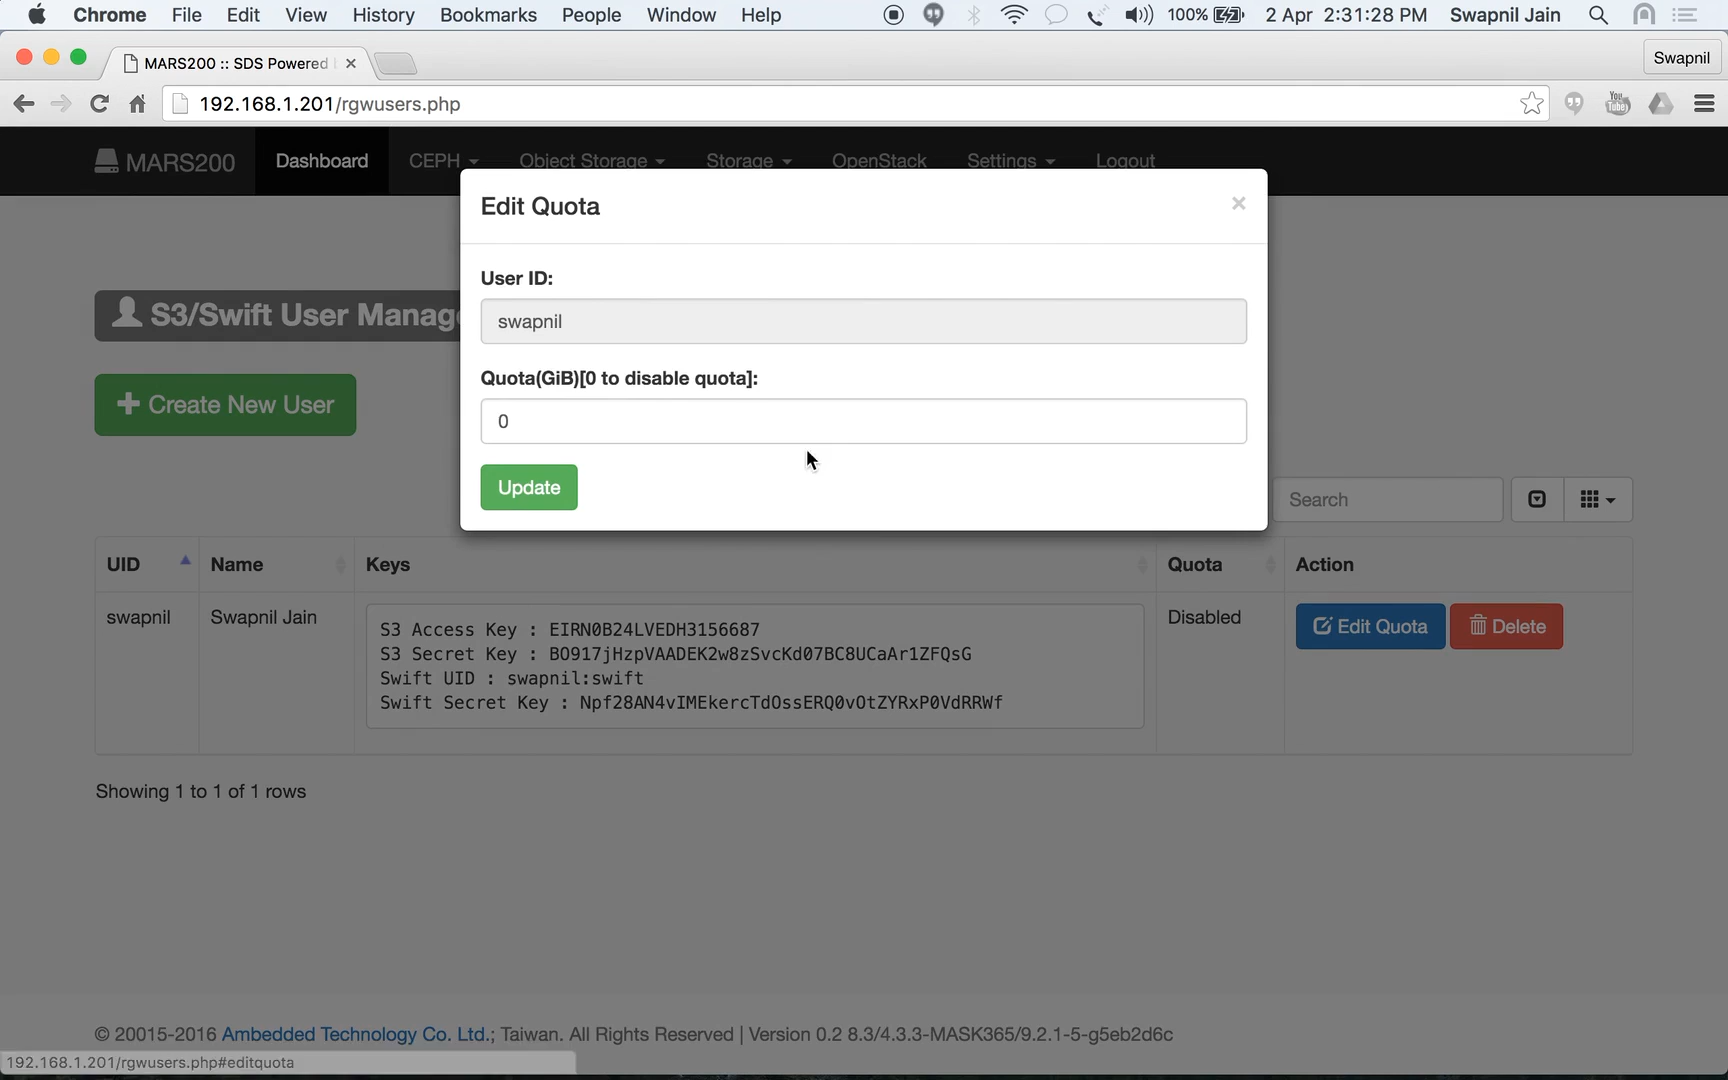 Chrome File Edit View History Bookmarks People Window Help 100% 2 Apr 2:31:28 PM Swapnil Jain
MARS200 :: SDS Powered
Swapnil
192.168.1.201/rgwusers.php
You Tube
MARS200 Dashboard CEPH Object Storage Storage OpenStack Settings Logout
Edit Quota ×
User ID:
swapnil
S3/Swift User Manag
Quota(GiB)[0 to disable quota]:
Create New User
0
Update
Search
UID Name Keys Quota Action
swapnil Swapnil Jain Disabled Edit Quota Delete
S3 Access Key : EIRN0B24LVEDH3156687
S3 Secret Key : BO917jHzpVAADEK2w8zSvcKd07BC8UCaAr1ZFQsG
Swift UID : swapnil:swift
Swift Secret Key : Npf28AN4vIMEkercTdOssERQ0vOtZYRxP0VdRRWf
Showing 1 to 1 of 1 rows
© 20015-2016 Ambedded Technology Co. Ltd.; Taiwan. All Rights Reserved | Version 0.2 8.3/4.3.3-MASK365/9.2.1-5-g5eb2d6c
192.168.1.201/rgwusers.php#editquota